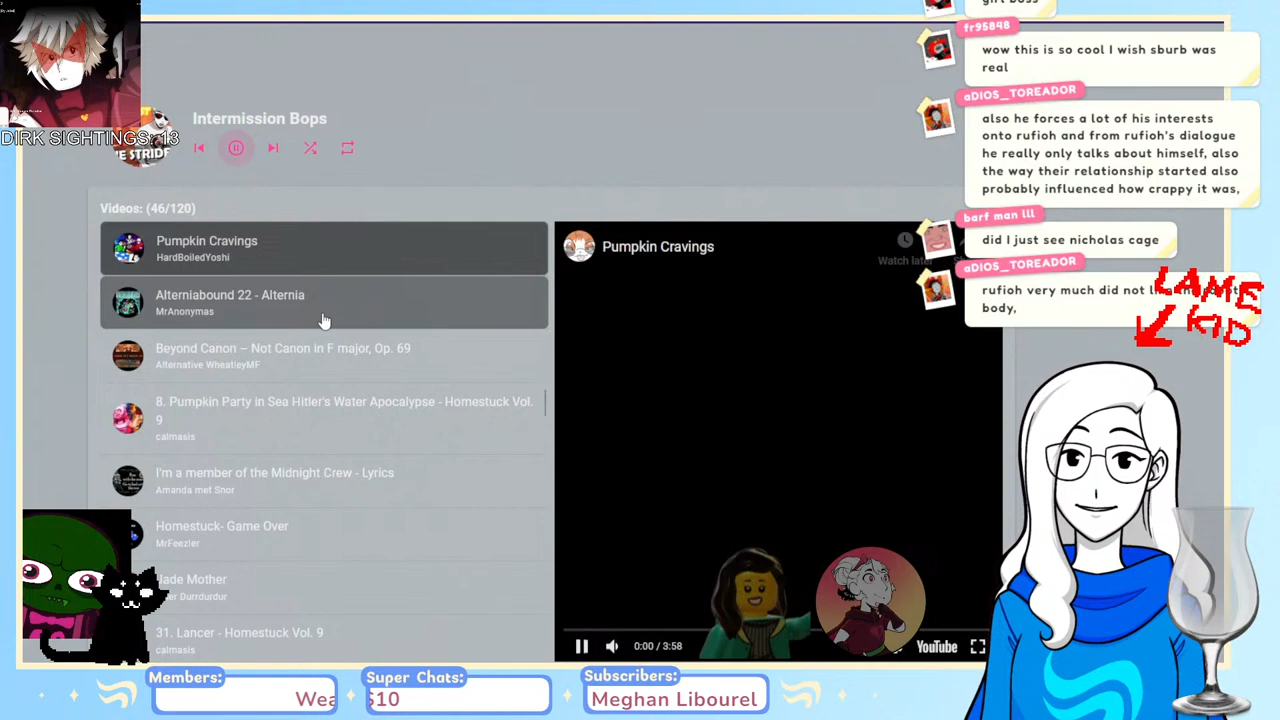 girl boss
fr95848
wow this is so cool I wish sburb was
real
aDIOS_TOREADOR
also he forces a lot of his interests
onto rufioh and from rufioh's dialogue
he really only talks about himself, also
the way their relationship started also
probably influenced how crappy it was,
barf man lll
did I just see nicholas cage
aDIOS_TOREADOR
rufioh very much did not
body,
LAME
KID
DIRK SIGHTINGS: 13
Intermission Bops
E STRIDE
Videos: (46/120)
Pumpkin Cravings
HardBoiledYoshi
Alterniabound 22 - Alternia
MrAnonymas
Beyond Canon – Not Canon in F major, Op. 69
Alternative WheatleyMF
8. Pumpkin Party in Sea Hitler's Water Apocalypse - Homestuck Vol.
9
calmasis
I'm a member of the Midnight Crew - Lyrics
Amanda met Snor
Homestuck- Game Over
MrFeezler
Jade Mother
er Durrdurdur
31. Lancer - Homestuck Vol. 9
calmasis
Pumpkin Cravings
Watch later
0:00 / 3:58
YouTube
Members:
Wea
Super Chats:
$10
Subscribers:
Meghan Libourel